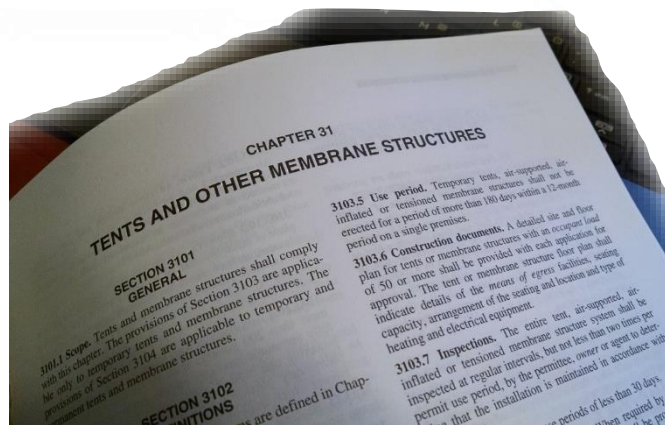 CHAPTER 31
TENTS AND OTHER MEMBRANE STRUCTURES
SECTION 3101
GENERAL
3101.1 Scope. Tents and membrane structures shall comply
with this chapter. The provisions of Section 3103 are applica-
ble only to temporary tents and membrane structures. The
provisions of Section 3104 are applicable to temporary and
permanent tents and membrane structures.
SECTION 3102
DEFINITIONS
are defined in Chap-
3103.5 Use period. Temporary tents, air-supported, air-
inflated or tensioned membrane structures shall not be
erected for a period of more than 180 days within a 12-month
period on a single premises.
3103.6 Construction documents. A detailed site and floor
plan for tents or membrane structures with an occupant load
of 50 or more shall be provided with each application for
approval. The tent or membrane structure floor plan shall
indicate details of the means of egress facilities, seating
capacity, arrangement of the seating and location and type of
heating and electrical equipment.
3103.7 Inspections. The entire tent, air-supported, air-
inflated or tensioned membrane structure system shall be
inspected at regular intervals, but not less than two times per
permit use period, by the permittee, owner or agent to deter-
that the installation is maintained in accordance with
periods of less than 30 days
When required by